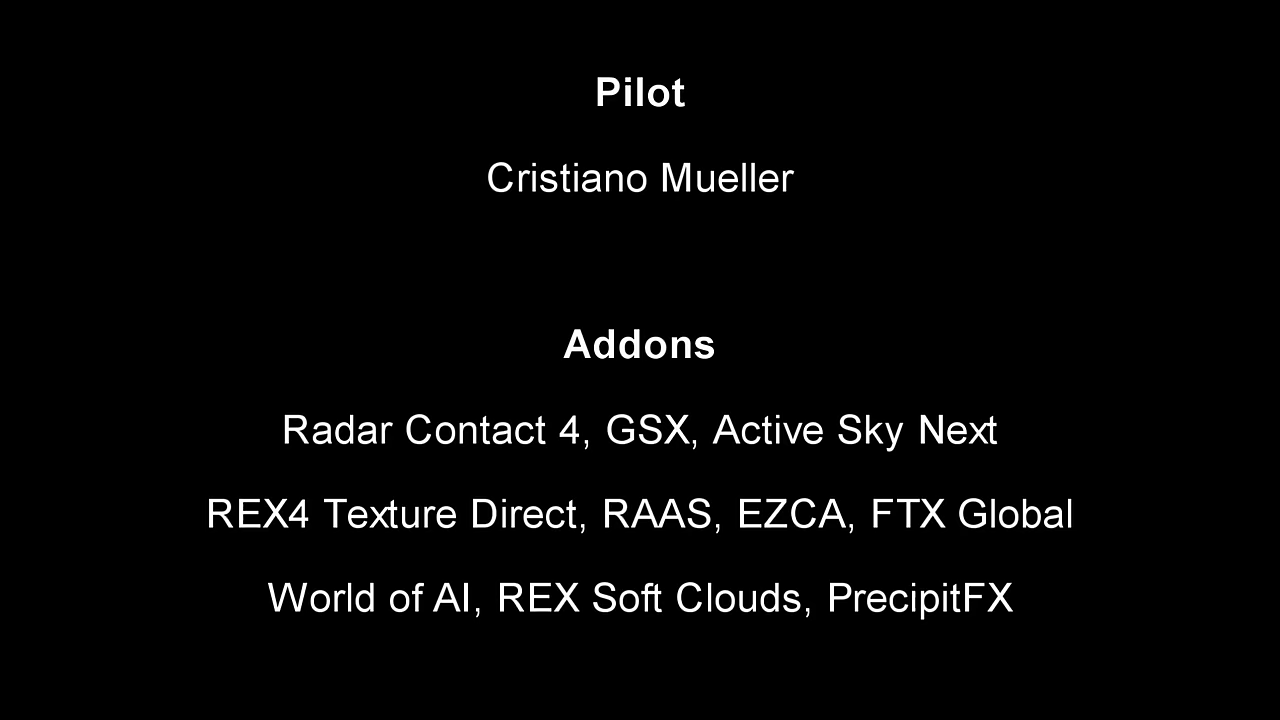 Pilot
Cristiano Mueller
Addons
Radar Contact 4, GSX, Active Sky Next
REX4 Texture Direct, RAAS, EZCA, FTX Global
World of AI, REX Soft Clouds, PrecipitFX